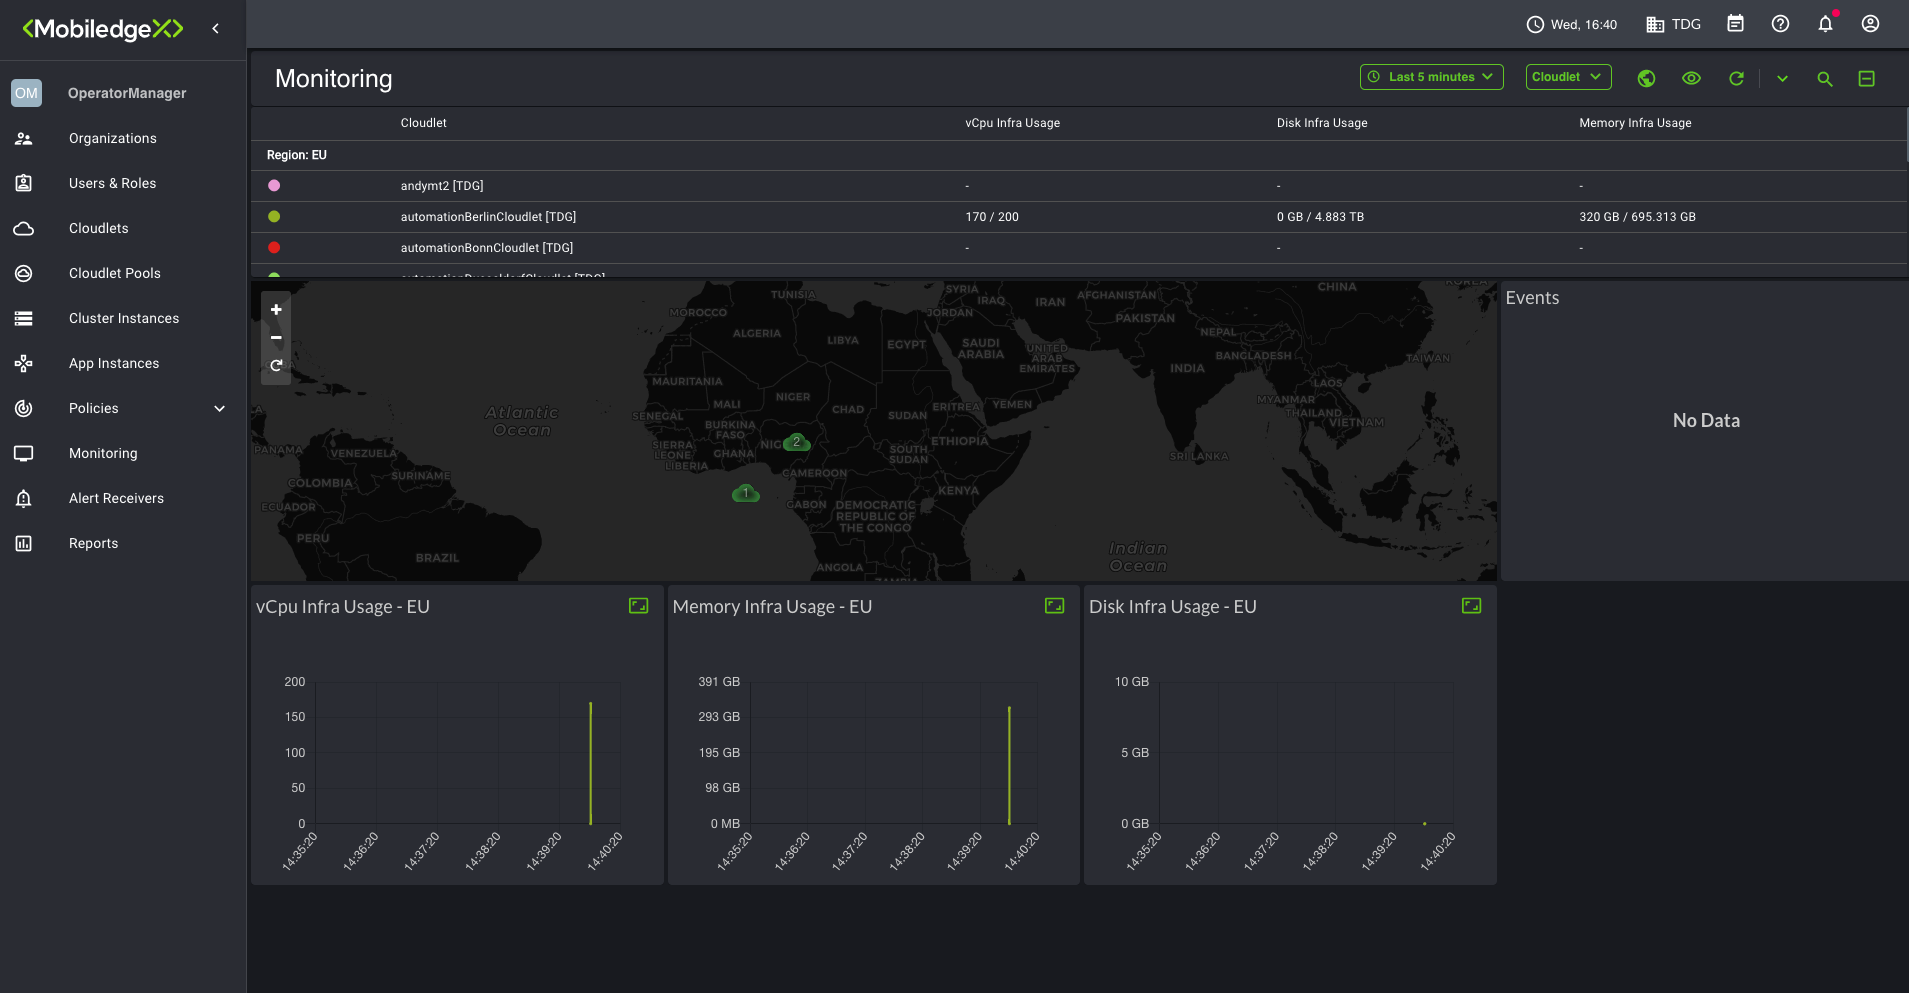 <MobiledgeX>
Wed, 16:40
TDG
OM
OperatorManager
Organizations
Users & Roles
Cloudlets
Cloudlet Pools
Cluster Instances
App Instances
Policies
Monitoring
Alert Receivers
Reports
Monitoring
Last 5 minutes
Cloudlet
Cloudlet vCpu Infra Usage Disk Infra Usage Memory Infra Usage
Region: EU
andymt2 [TDG] - - -
automationBerlinCloudlet [TDG] 170 / 200 0 GB / 4.883 TB 320 GB / 695.313 GB
automationBonnCloudlet [TDG] - - -
automationDusseldorfCloudlet [TDG]
+
−
TUNISIA
SYRIA
IRAQ
IRAN
AFGHANISTAN
CHINA
KOREA
MOROCCO
JORDAN
PAKISTAN
ALGERIA
LIBYA
EGYPT
SAUDI
ARABIA
UNITED
ARAB
EMIRATES
NEPAL
BANGLADESH
TAIWAN
INDIA
MAURITANIA
LAOS
MALI
NIGER
CHAD
SUDAN
ERITREA
YEMEN
MYANMAR
THAILAND
VIETNAM
Atlantic
Ocean
SENEGAL
BURKINA
FASO
NIG
2
ETHIOPIA
PANAMA
VENEZUELA
SIERRA
LEONE
LIBERIA
GHANA
SOUTH
SUDAN
SRI LANKA
SURINAME
CAMEROON
COLOMBIA
1
GABON
KENYA
ECUADOR
DEMOCRATIC
REPUBLIC OF
THE CONGO
PERU
BRAZIL
Indian
Ocean
ANGOLA
ZAMBIA
Events
No Data
vCpu Infra Usage - EU
200
150
100
50
0
14:35:20 14:36:20 14:37:20 14:38:20 14:39:20 14:40:20
Memory Infra Usage - EU
391 GB
293 GB
195 GB
98 GB
0 MB
14:35:20 14:36:20 14:37:20 14:38:20 14:39:20 14:40:20
Disk Infra Usage - EU
10 GB
5 GB
0 GB
14:35:20 14:36:20 14:37:20 14:38:20 14:39:20 14:40:20